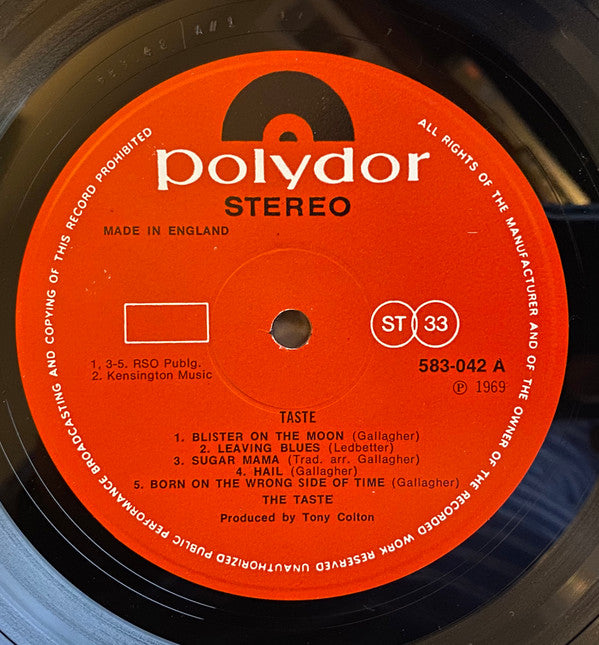 polydor
STEREO
MADE IN ENGLAND
ST 33
1, 3-5. RSO Publg.
2. Kensington Music
583-042 A
Ⓟ 1969
TASTE
1. BLISTER ON THE MOON (Gallagher)
2. LEAVING BLUES (Ledbetter)
3. SUGAR MAMA (Trad. arr. Gallagher)
4. HAIL (Gallagher)
5. BORN ON THE WRONG SIDE OF TIME (Gallagher)
THE TASTE
Produced by Tony Colton
ALL RIGHTS OF THE MANUFACTURER AND OF THE OWNER OF THE RECORDED WORK RESERVED UNAUTHORIZED PUBLIC PERFORMANCE BROADCASTING AND COPYING OF THIS RECORD PROHIBITED